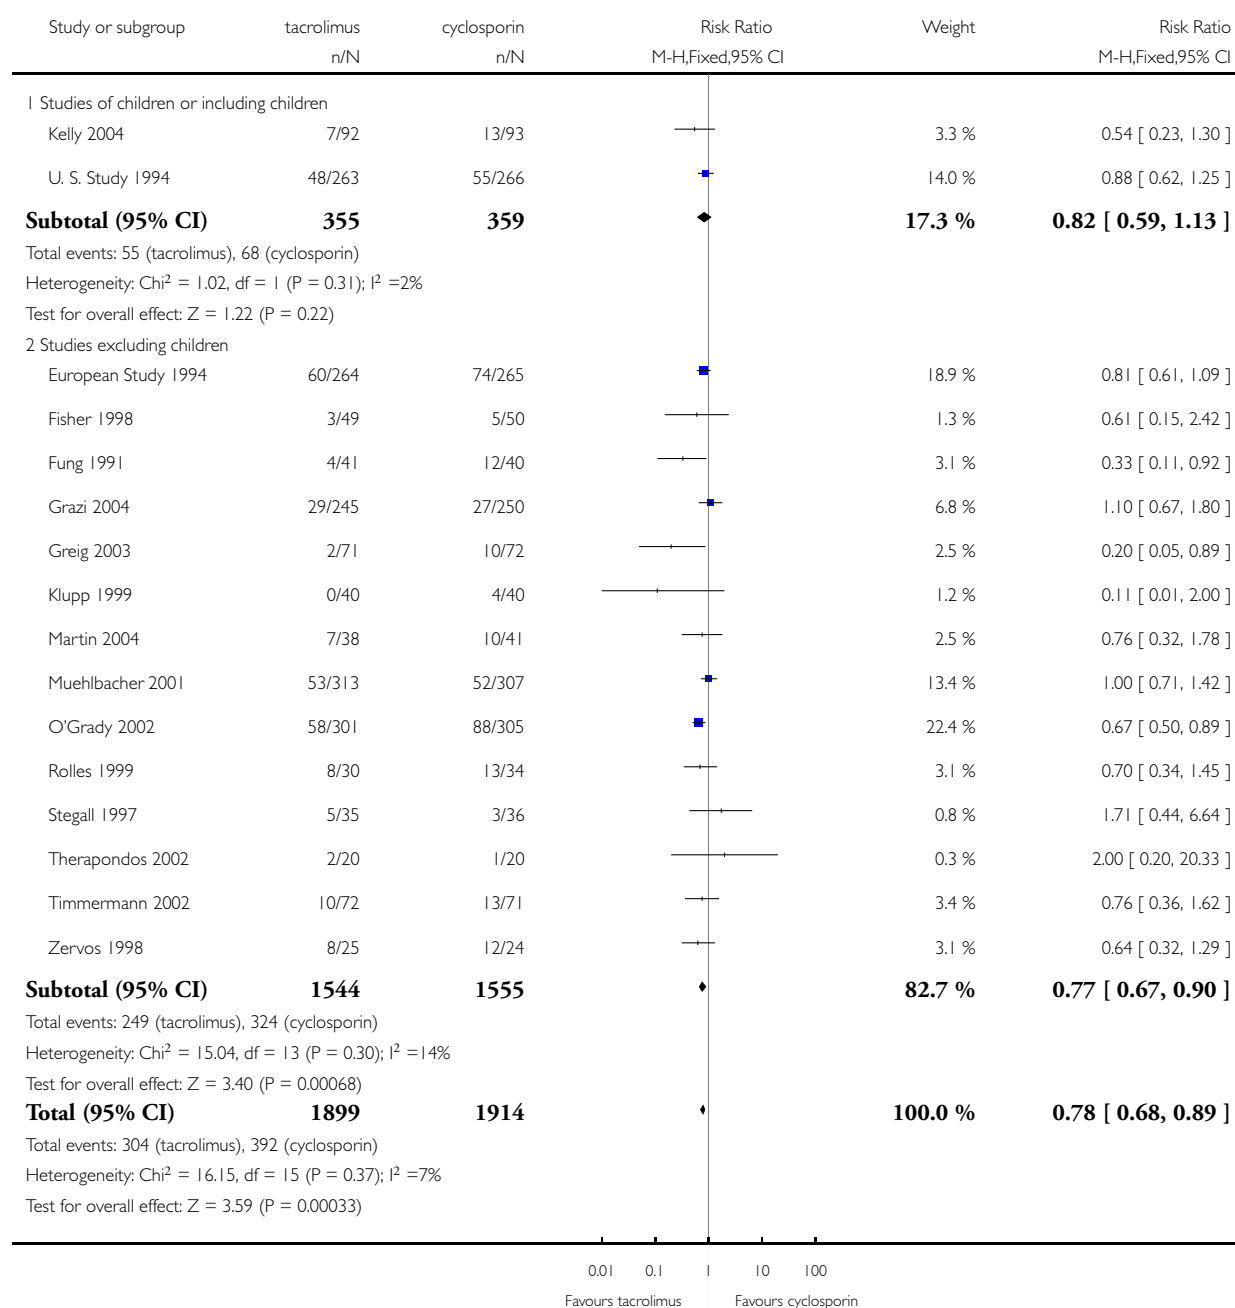 Study or subgroup tacrolimus cyclosporin Risk Ratio Weight Risk Ratio
n/N n/N M-H,Fixed,95% CI M-H,Fixed,95% CI
1 Studies of children or including children
Kelly 2004 7/92 13/93 3.3 % 0.54 [ 0.23, 1.30 ]
U. S. Study 1994 48/263 55/266 14.0 % 0.88 [ 0.62, 1.25 ]
Subtotal (95% CI) 355 359 17.3 % 0.82 [ 0.59, 1.13 ]
Total events: 55 (tacrolimus), 68 (cyclosporin)
Heterogeneity: Chi² = 1.02, df = 1 (P = 0.31); I² =2%
Test for overall effect: Z = 1.22 (P = 0.22)
2 Studies excluding children
European Study 1994 60/264 74/265 18.9 % 0.81 [ 0.61, 1.09 ]
Fisher 1998 3/49 5/50 1.3 % 0.61 [ 0.15, 2.42 ]
Fung 1991 4/41 12/40 3.1 % 0.33 [ 0.11, 0.92 ]
Grazi 2004 29/245 27/250 6.8 % 1.10 [ 0.67, 1.80 ]
Greig 2003 2/71 10/72 2.5 % 0.20 [ 0.05, 0.89 ]
Klupp 1999 0/40 4/40 1.2 % 0.11 [ 0.01, 2.00 ]
Martin 2004 7/38 10/41 2.5 % 0.76 [ 0.32, 1.78 ]
Muehlbacher 2001 53/313 52/307 13.4 % 1.00 [ 0.71, 1.42 ]
O'Grady 2002 58/301 88/305 22.4 % 0.67 [ 0.50, 0.89 ]
Rolles 1999 8/30 13/34 3.1 % 0.70 [ 0.34, 1.45 ]
Stegall 1997 5/35 3/36 0.8 % 1.71 [ 0.44, 6.64 ]
Therapondos 2002 2/20 1/20 0.3 % 2.00 [ 0.20, 20.33 ]
Timmermann 2002 10/72 13/71 3.4 % 0.76 [ 0.36, 1.62 ]
Zervos 1998 8/25 12/24 3.1 % 0.64 [ 0.32, 1.29 ]
Subtotal (95% CI) 1544 1555 82.7 % 0.77 [ 0.67, 0.90 ]
Total events: 249 (tacrolimus), 324 (cyclosporin)
Heterogeneity: Chi² = 15.04, df = 13 (P = 0.30); I² =14%
Test for overall effect: Z = 3.40 (P = 0.00068)
Total (95% CI) 1899 1914 100.0 % 0.78 [ 0.68, 0.89 ]
Total events: 304 (tacrolimus), 392 (cyclosporin)
Heterogeneity: Chi² = 16.15, df = 15 (P = 0.37); I² =7%
Test for overall effect: Z = 3.59 (P = 0.00033)
0.01 0.1 1 10 100
Favours tacrolimus Favours cyclosporin